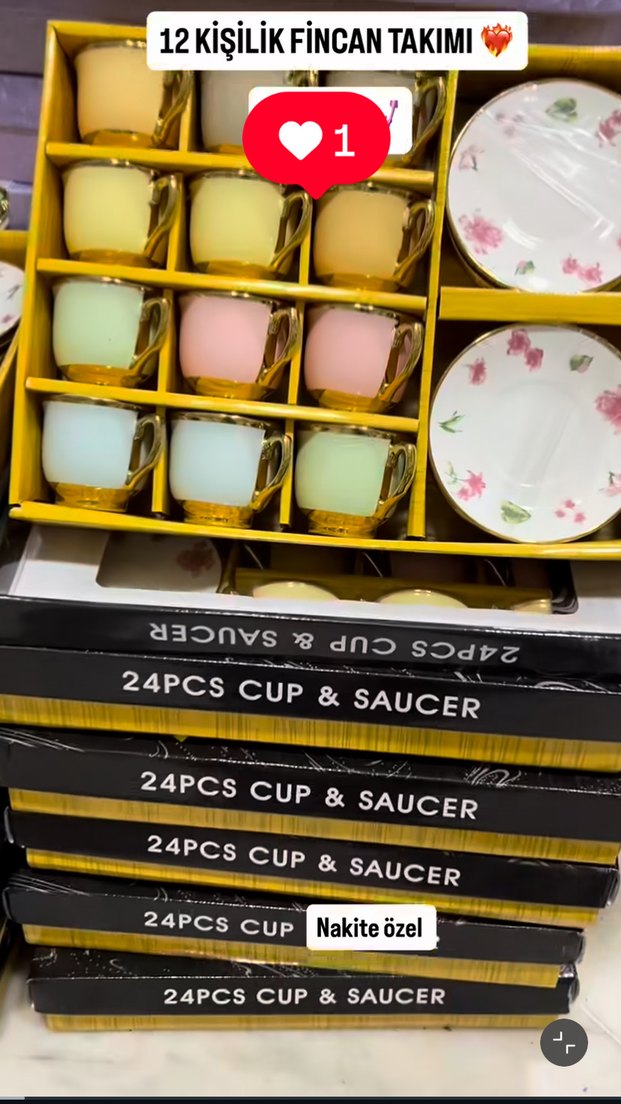 12 KİŞİLİK FİNCAN TAKIMI ❤️‍🔥
1
24PCS CUP & SAUCER
24PCS CUP & SAUCER
24PCS CUP & SAUCER
24PCS CUP & SAUCER
24PCS CUP
Nakite özel
24PCS CUP & SAUCER